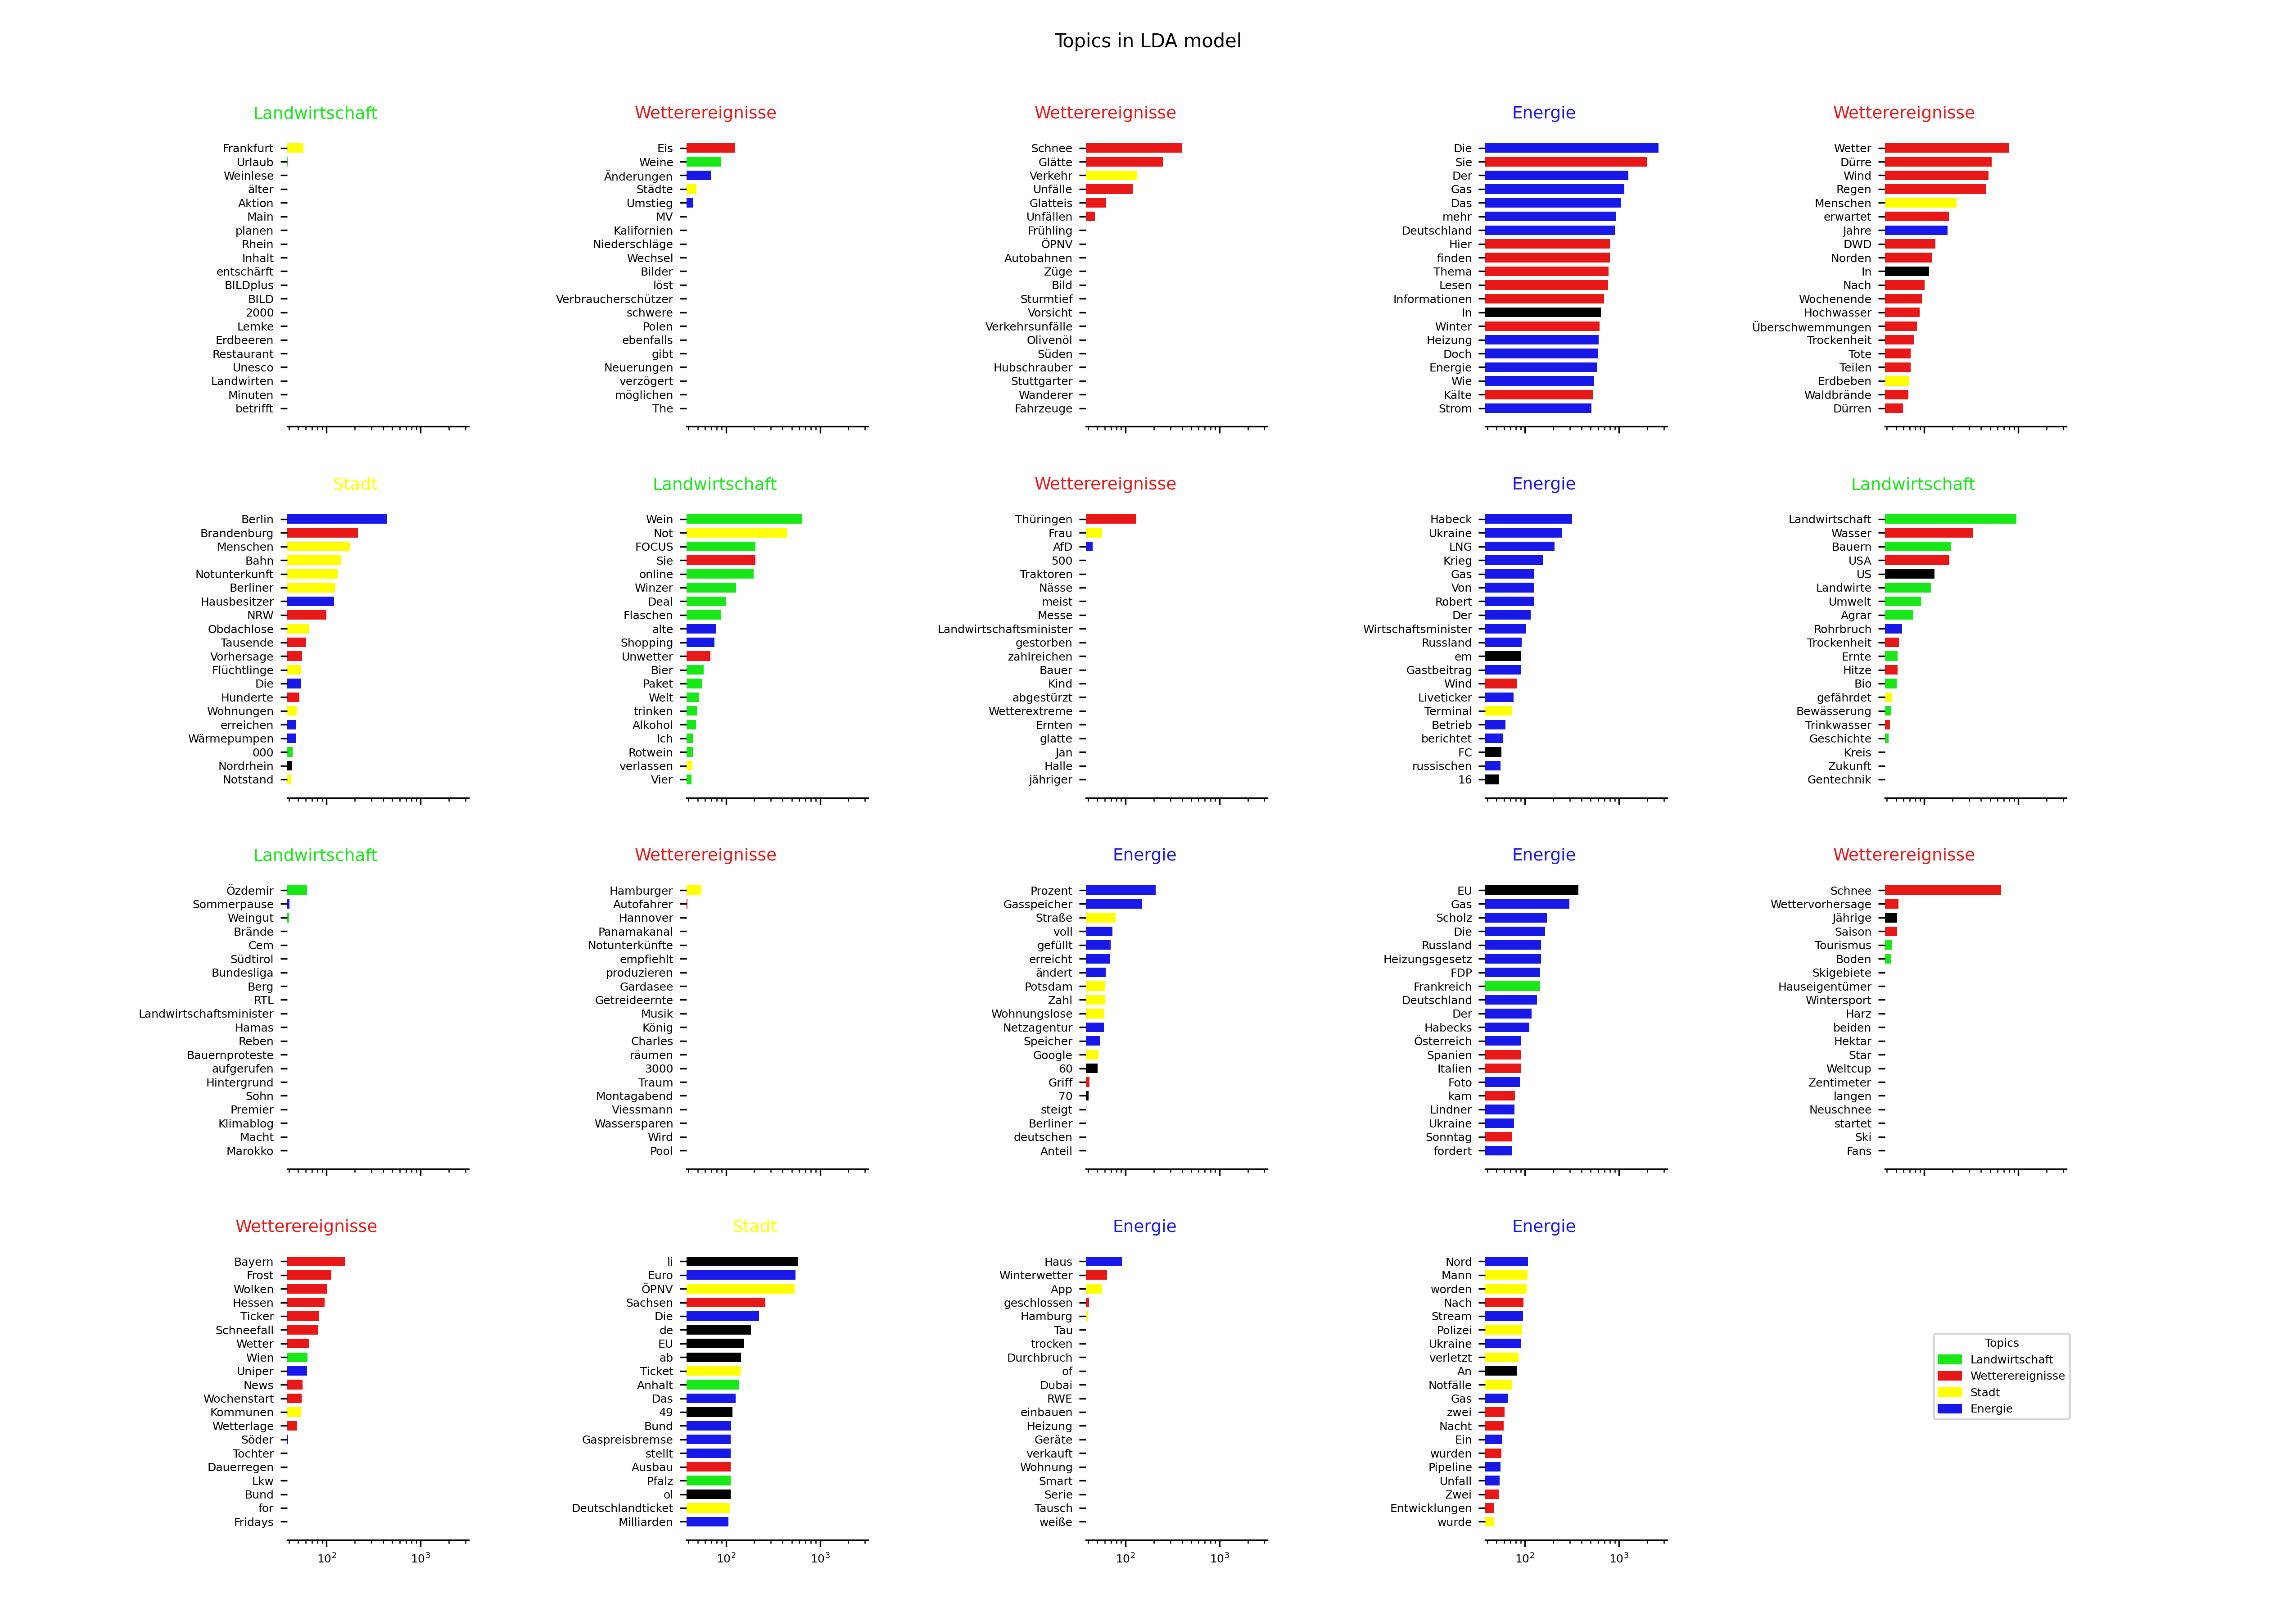 Topics in LDA model
Landwirtschaft
Frankfurt
Urlaub
Weinlese
älter
Aktion
Main
planen
Rhein
Inhalt
entschärft
BILDplus
BILD
2000
Lemke
Erdbeeren
Restaurant
Unesco
Landwirten
Minuten
betrifft
Wetterereignisse
Eis
Weine
Änderungen
Städte
Umstieg
MV
Kalifornien
Niederschläge
Wechsel
Bilder
löst
Verbraucherschützer
schwere
Polen
ebenfalls
gibt
Neuerungen
verzögert
möglichen
The
Wetterereignisse
Schnee
Glätte
Verkehr
Unfälle
Glatteis
Unfällen
Frühling
ÖPNV
Autobahnen
Züge
Bild
Sturmtief
Vorsicht
Verkehrsunfälle
Olivenöl
Süden
Hubschrauber
Stuttgarter
Wanderer
Fahrzeuge
Energie
Die
Sie
Der
Gas
Das
mehr
Deutschland
Hier
finden
Thema
Lesen
Informationen
In
Winter
Heizung
Doch
Energie
Wie
Kälte
Strom
Wetterereignisse
Wetter
Dürre
Wind
Regen
Menschen
erwartet
Jahre
DWD
Norden
In
Nach
Wochenende
Hochwasser
Überschwemmungen
Trockenheit
Tote
Teilen
Erdbeben
Waldbrände
Dürren
Stadt
Berlin
Brandenburg
Menschen
Bahn
Notunterkunft
Berliner
Hausbesitzer
NRW
Obdachlose
Tausende
Vorhersage
Flüchtlinge
Die
Hunderte
Wohnungen
erreichen
Wärmepumpen
000
Nordrhein
Notstand
Landwirtschaft
Wein
Not
FOCUS
Sie
online
Winzer
Deal
Flaschen
alte
Shopping
Unwetter
Bier
Paket
Welt
trinken
Alkohol
Ich
Rotwein
verlassen
Vier
Wetterereignisse
Thüringen
Frau
AfD
500
Traktoren
Nässe
meist
Messe
Landwirtschaftsminister
gestorben
zahlreichen
Bauer
Kind
abgestürzt
Wetterextreme
Ernten
glatte
Jan
Halle
jähriger
Energie
Habeck
Ukraine
LNG
Krieg
Gas
Von
Robert
Der
Wirtschaftsminister
Russland
em
Gastbeitrag
Wind
Liveticker
Terminal
Betrieb
berichtet
FC
russischen
16
Landwirtschaft
Landwirtschaft
Wasser
Bauern
USA
US
Landwirte
Umwelt
Agrar
Rohrbruch
Trockenheit
Ernte
Hitze
Bio
gefährdet
Bewässerung
Trinkwasser
Geschichte
Kreis
Zukunft
Gentechnik
Landwirtschaft
Özdemir
Sommerpause
Weingut
Brände
Cem
Südtirol
Bundesliga
Berg
RTL
Landwirtschaftsminister
Hamas
Reben
Bauernproteste
aufgerufen
Hintergrund
Sohn
Premier
Klimablog
Macht
Marokko
Wetterereignisse
Hamburger
Autofahrer
Hannover
Panamakanal
Notunterkünfte
empfiehlt
produzieren
Gardasee
Getreideernte
Musik
König
Charles
räumen
3000
Traum
Montagabend
Viessmann
Wassersparen
Wird
Pool
Energie
Prozent
Gasspeicher
Straße
voll
gefüllt
erreicht
ändert
Potsdam
Zahl
Wohnungslose
Netzagentur
Speicher
Google
60
Griff
70
steigt
Berliner
deutschen
Anteil
Energie
EU
Gas
Scholz
Die
Russland
Heizungsgesetz
FDP
Frankreich
Deutschland
Der
Habecks
Österreich
Spanien
Italien
Foto
kam
Lindner
Ukraine
Sonntag
fordert
Wetterereignisse
Schnee
Wettervorhersage
Jährige
Saison
Tourismus
Boden
Skigebiete
Hauseigentümer
Wintersport
Harz
beiden
Hektar
Star
Weltcup
Zentimeter
langen
Neuschnee
startet
Ski
Fans
Wetterereignisse
Bayern
Frost
Wolken
Hessen
Ticker
Schneefall
Wetter
Wien
Uniper
News
Wochenstart
Kommunen
Wetterlage
Söder
Tochter
Dauerregen
Lkw
Bund
for
Fridays
10²
10³
Stadt
li
Euro
ÖPNV
Sachsen
Die
de
EU
ab
Ticket
Anhalt
Das
49
Bund
Gaspreisbremse
stellt
Ausbau
Pfalz
ol
Deutschlandticket
Milliarden
10²
10³
Energie
Haus
Winterwetter
App
geschlossen
Hamburg
Tau
trocken
Durchbruch
of
Dubai
RWE
einbauen
Heizung
Geräte
verkauft
Wohnung
Smart
Serie
Tausch
weiße
10²
10³
Energie
Nord
Mann
worden
Nach
Stream
Polizei
Ukraine
verletzt
An
Notfälle
Gas
zwei
Nacht
Ein
wurden
Pipeline
Unfall
Zwei
Entwicklungen
wurde
10²
10³
Topics
Landwirtschaft
Wetterereignisse
Stadt
Energie